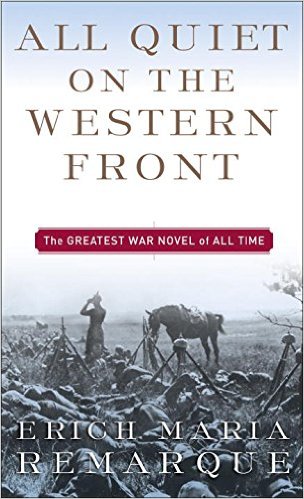 ALL QUIET
ON THE
WESTERN
FRONT
The GREATEST WAR NOVEL of ALL TIME
ERICH MARIA
REMARQUE